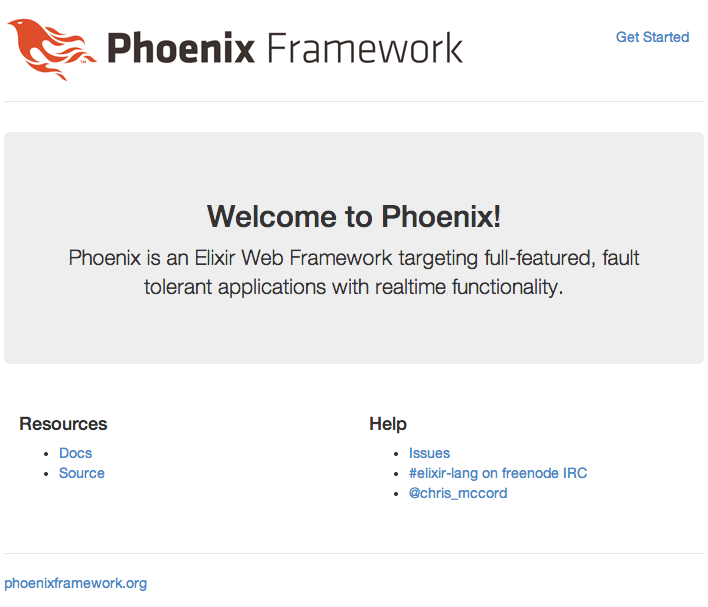 Phoenix Framework
Get Started
Welcome to Phoenix!
Phoenix is an Elixir Web Framework targeting full-featured, fault
tolerant applications with realtime functionality.
Resources
Docs
Source
Help
Issues
#elixir-lang on freenode IRC
@chris_mccord
phoenixframework.org